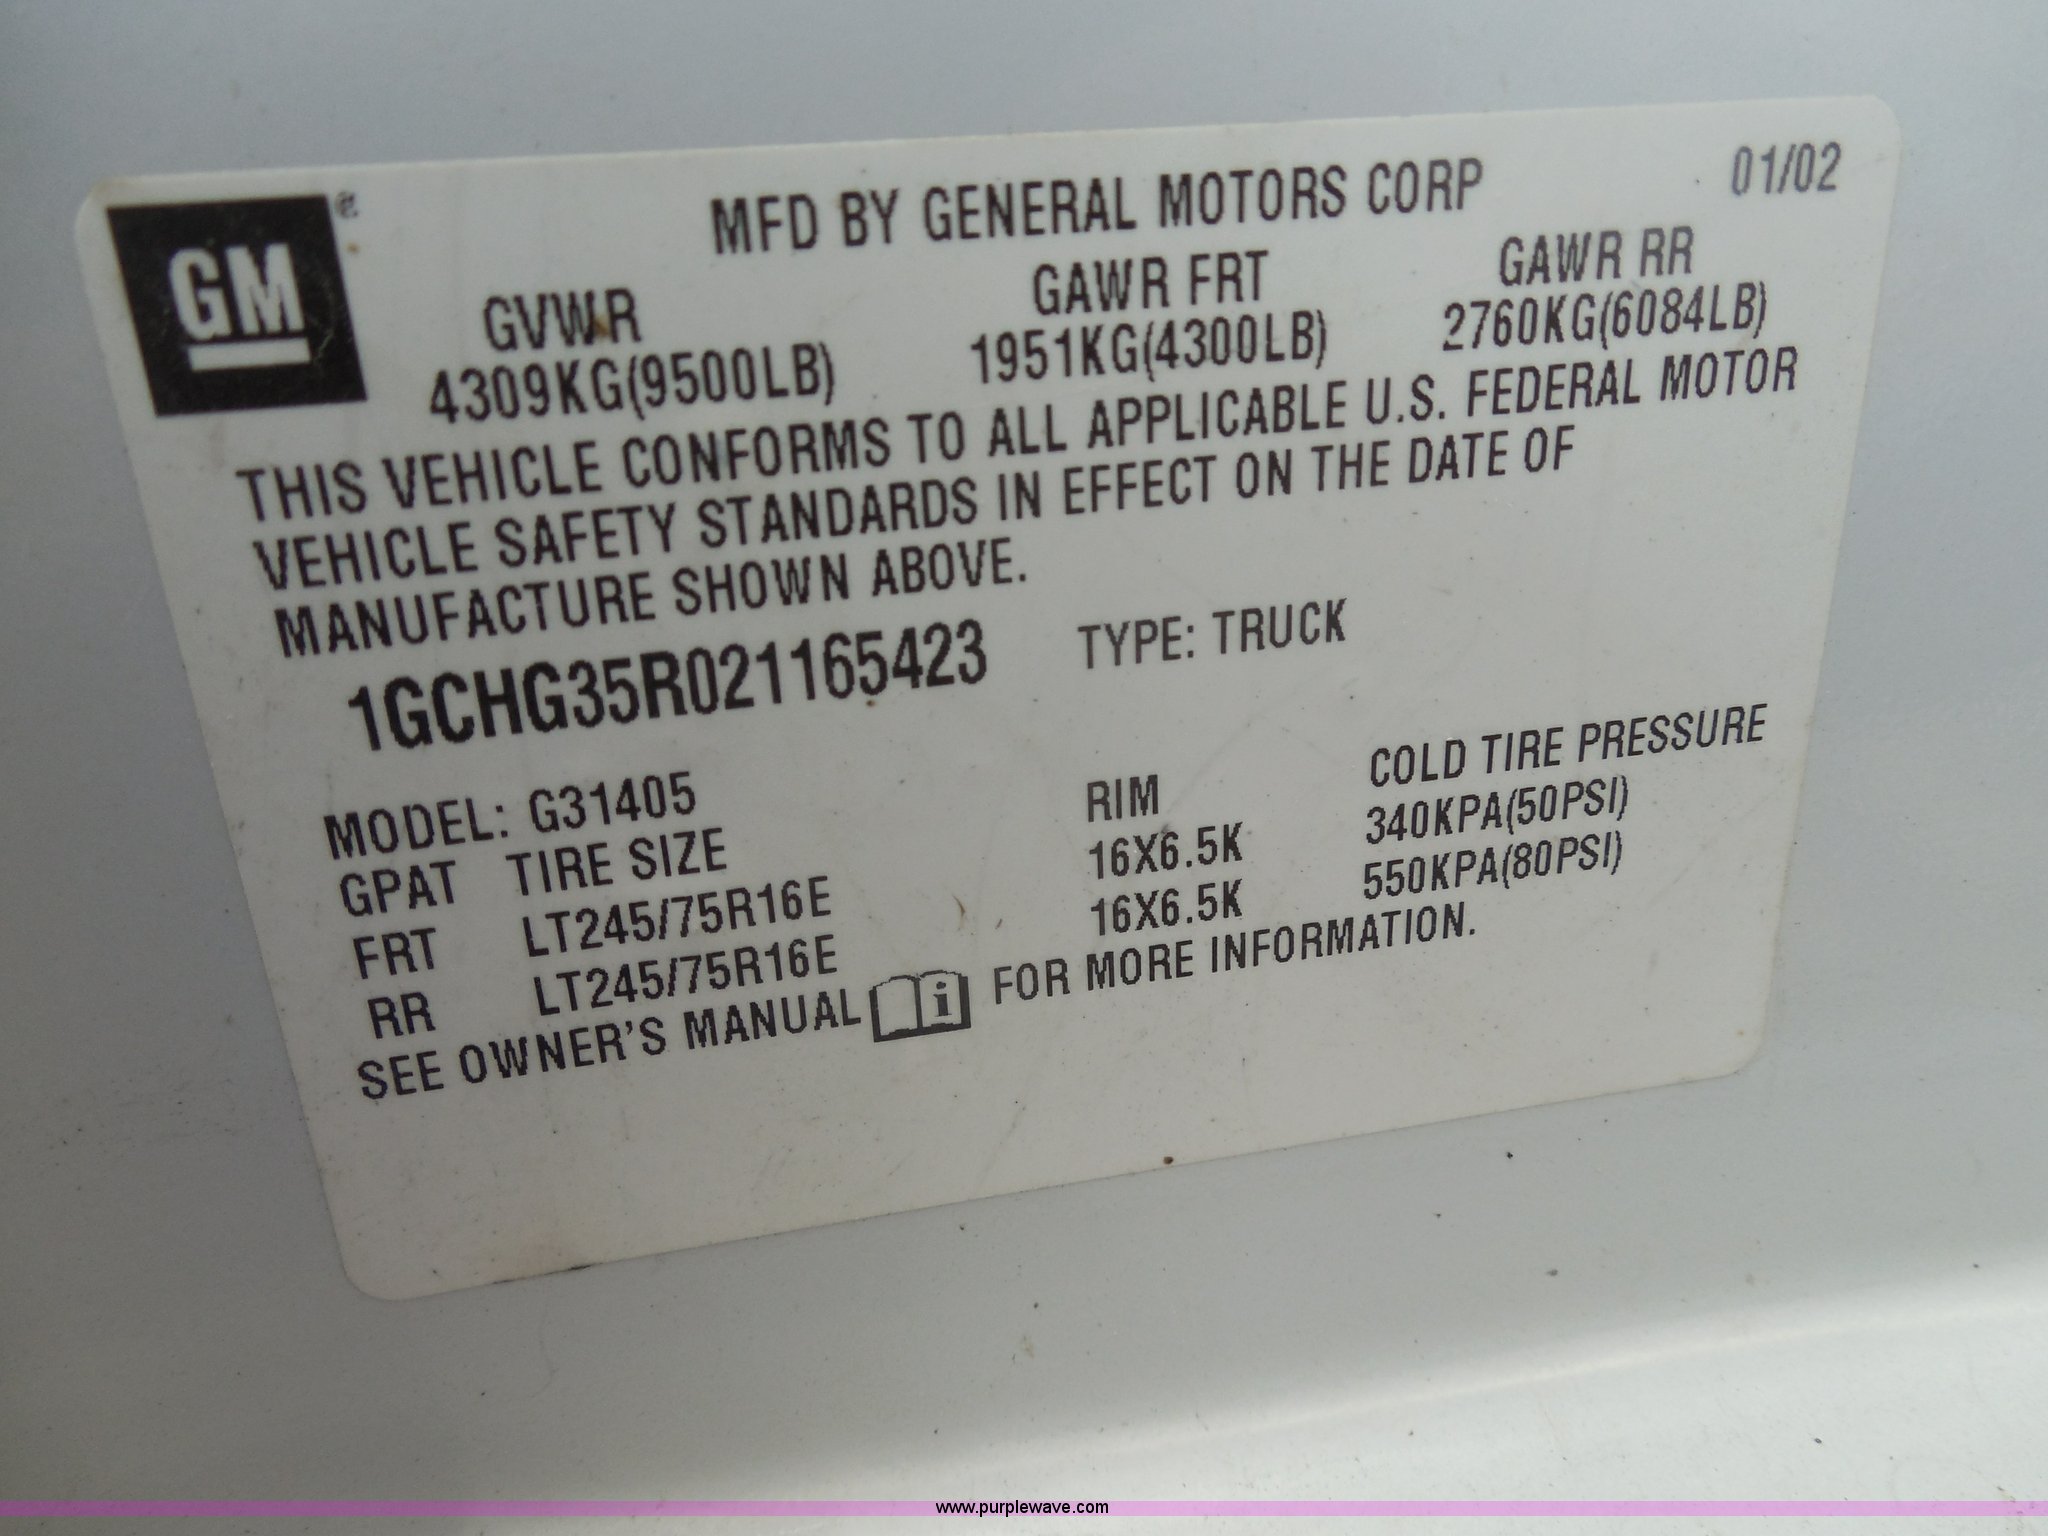 GM®
MFD BY GENERAL MOTORS CORP 01/02
GVWR GAWR FRT GAWR RR
4309KG(9500LB) 1951KG(4300LB) 2760KG(6084LB)
THIS VEHICLE CONFORMS TO ALL APPLICABLE U.S. FEDERAL MOTOR
VEHICLE SAFETY STANDARDS IN EFFECT ON THE DATE OF
MANUFACTURE SHOWN ABOVE.
1GCHG35R021165423 TYPE: TRUCK
MODEL: G31405
GPAT TIRE SIZE RIM COLD TIRE PRESSURE
FRT LT245/75R16E 16X6.5K 340KPA(50PSI)
RR LT245/75R16E 16X6.5K 550KPA(80PSI)
SEE OWNER'S MANUAL i FOR MORE INFORMATION.
www.purplewave.com